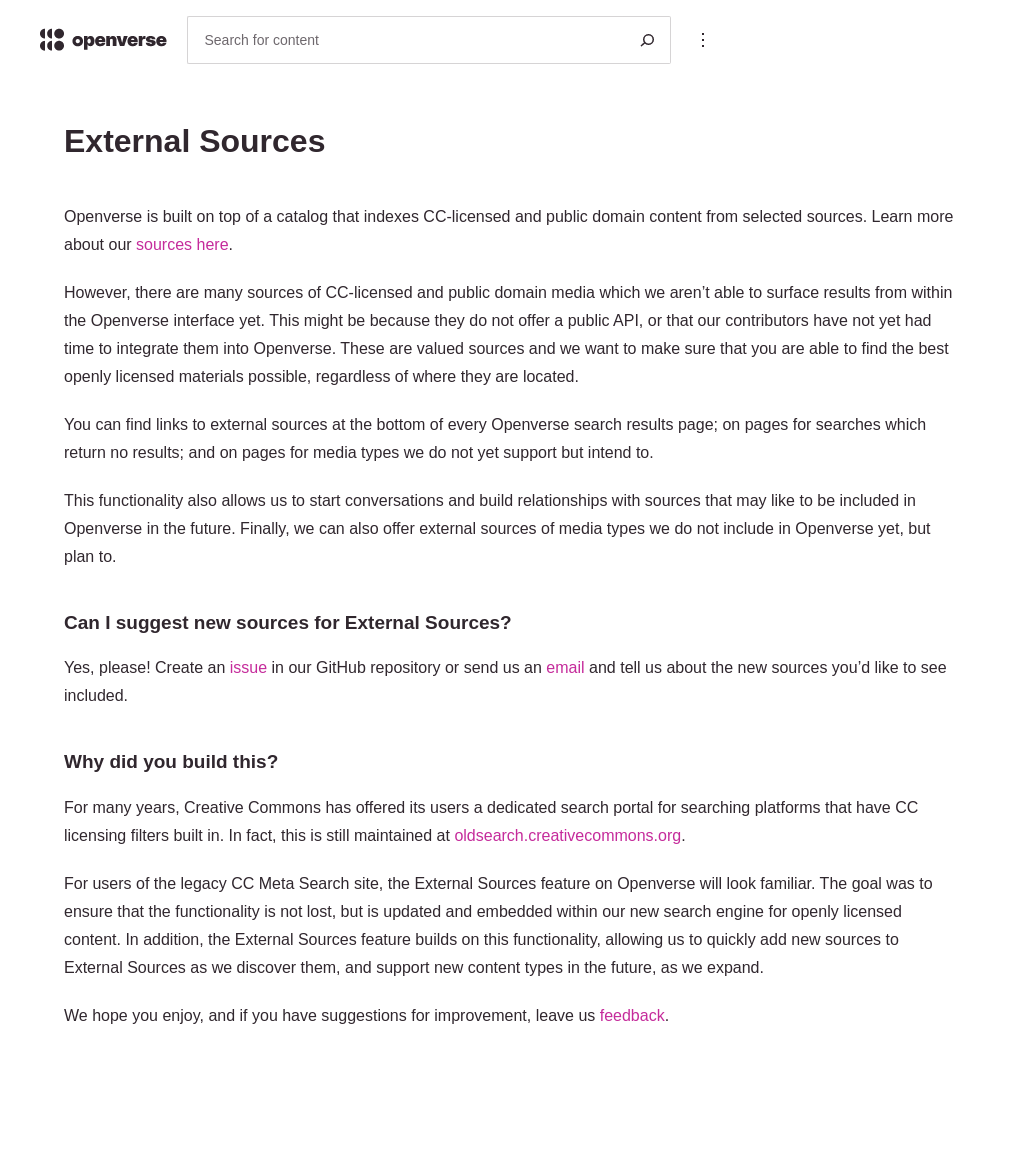 openverse
Search for content
External Sources
Openverse is built on top of a catalog that indexes CC-licensed and public domain content from selected sources. Learn more
about our sources here.
However, there are many sources of CC-licensed and public domain media which we aren’t able to surface results from within
the Openverse interface yet. This might be because they do not offer a public API, or that our contributors have not yet had
time to integrate them into Openverse. These are valued sources and we want to make sure that you are able to find the best
openly licensed materials possible, regardless of where they are located.
You can find links to external sources at the bottom of every Openverse search results page; on pages for searches which
return no results; and on pages for media types we do not yet support but intend to.
This functionality also allows us to start conversations and build relationships with sources that may like to be included in
Openverse in the future. Finally, we can also offer external sources of media types we do not include in Openverse yet, but
plan to.
Can I suggest new sources for External Sources?
Yes, please! Create an issue in our GitHub repository or send us an email and tell us about the new sources you’d like to see
included.
Why did you build this?
For many years, Creative Commons has offered its users a dedicated search portal for searching platforms that have CC
licensing filters built in. In fact, this is still maintained at oldsearch.creativecommons.org.
For users of the legacy CC Meta Search site, the External Sources feature on Openverse will look familiar. The goal was to
ensure that the functionality is not lost, but is updated and embedded within our new search engine for openly licensed
content. In addition, the External Sources feature builds on this functionality, allowing us to quickly add new sources to
External Sources as we discover them, and support new content types in the future, as we expand.
We hope you enjoy, and if you have suggestions for improvement, leave us feedback.